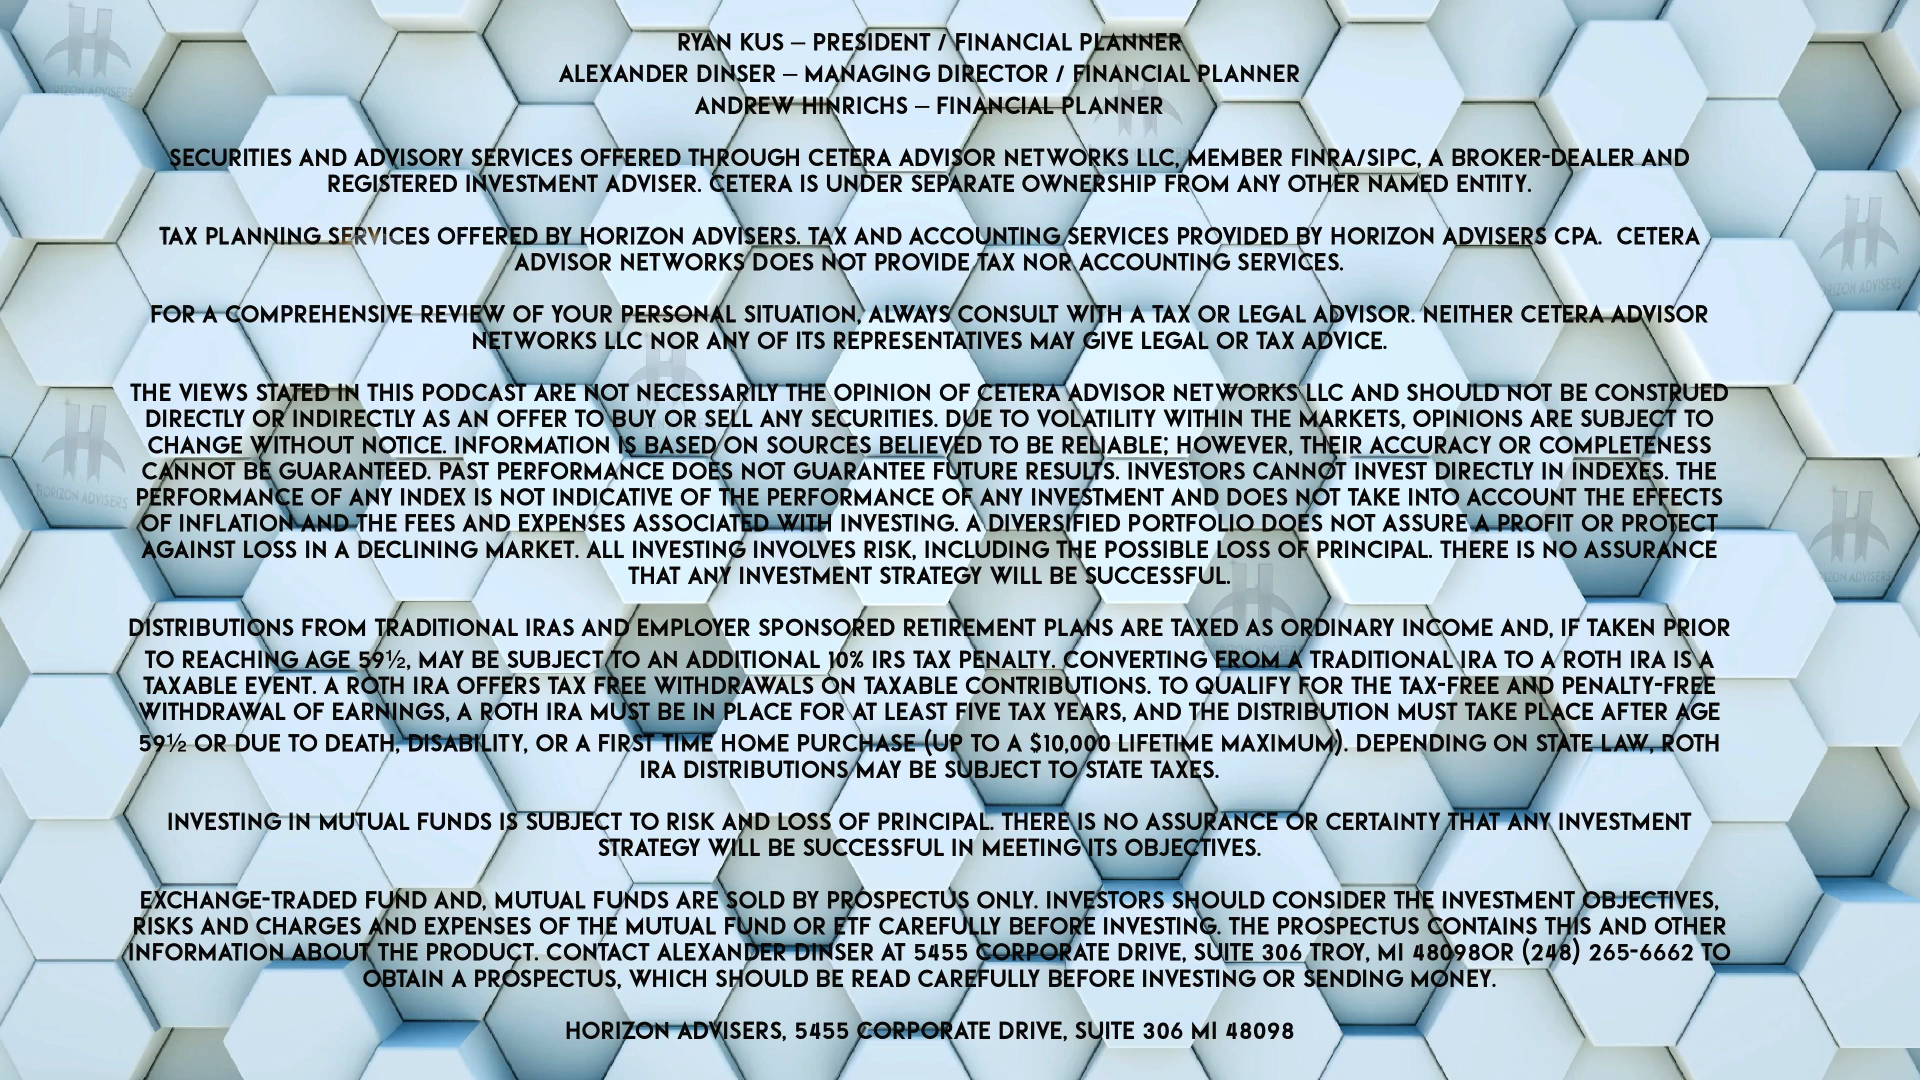 RYAN KUS – PRESIDENT / FINANCIAL PLANNER
ALEXANDER DINSER – MANAGING DIRECTOR / FINANCIAL PLANNER
ANDREW HINRICHS – FINANCIAL PLANNER
SECURITIES AND ADVISORY SERVICES OFFERED THROUGH CETERA ADVISOR NETWORKS LLC, MEMBER FINRA/SIPC, A BROKER-DEALER AND
REGISTERED INVESTMENT ADVISER. CETERA IS UNDER SEPARATE OWNERSHIP FROM ANY OTHER NAMED ENTITY.
TAX PLANNING SERVICES OFFERED BY HORIZON ADVISERS. TAX AND ACCOUNTING SERVICES PROVIDED BY HORIZON ADVISERS CPA. CETERA
ADVISOR NETWORKS DOES NOT PROVIDE TAX NOR ACCOUNTING SERVICES.
FOR A COMPREHENSIVE REVIEW OF YOUR PERSONAL SITUATION, ALWAYS CONSULT WITH A TAX OR LEGAL ADVISOR. NEITHER CETERA ADVISOR
NETWORKS LLC NOR ANY OF ITS REPRESENTATIVES MAY GIVE LEGAL OR TAX ADVICE.
THE VIEWS STATED IN THIS PODCAST ARE NOT NECESSARILY THE OPINION OF CETERA ADVISOR NETWORKS LLC AND SHOULD NOT BE CONSTRUED
DIRECTLY OR INDIRECTLY AS AN OFFER TO BUY OR SELL ANY SECURITIES. DUE TO VOLATILITY WITHIN THE MARKETS, OPINIONS ARE SUBJECT TO
CHANGE WITHOUT NOTICE. INFORMATION IS BASED ON SOURCES BELIEVED TO BE RELIABLE; HOWEVER, THEIR ACCURACY OR COMPLETENESS
CANNOT BE GUARANTEED. PAST PERFORMANCE DOES NOT GUARANTEE FUTURE RESULTS. INVESTORS CANNOT INVEST DIRECTLY IN INDEXES. THE
PERFORMANCE OF ANY INDEX IS NOT INDICATIVE OF THE PERFORMANCE OF ANY INVESTMENT AND DOES NOT TAKE INTO ACCOUNT THE EFFECTS
OF INFLATION AND THE FEES AND EXPENSES ASSOCIATED WITH INVESTING. A DIVERSIFIED PORTFOLIO DOES NOT ASSURE A PROFIT OR PROTECT
AGAINST LOSS IN A DECLINING MARKET. ALL INVESTING INVOLVES RISK, INCLUDING THE POSSIBLE LOSS OF PRINCIPAL. THERE IS NO ASSURANCE
THAT ANY INVESTMENT STRATEGY WILL BE SUCCESSFUL.
DISTRIBUTIONS FROM TRADITIONAL IRAS AND EMPLOYER SPONSORED RETIREMENT PLANS ARE TAXED AS ORDINARY INCOME AND, IF TAKEN PRIOR
TO REACHING AGE 59½, MAY BE SUBJECT TO AN ADDITIONAL 10% IRS TAX PENALTY. CONVERTING FROM A TRADITIONAL IRA TO A ROTH IRA IS A
TAXABLE EVENT. A ROTH IRA OFFERS TAX FREE WITHDRAWALS ON TAXABLE CONTRIBUTIONS. TO QUALIFY FOR THE TAX-FREE AND PENALTY-FREE
WITHDRAWAL OF EARNINGS, A ROTH IRA MUST BE IN PLACE FOR AT LEAST FIVE TAX YEARS, AND THE DISTRIBUTION MUST TAKE PLACE AFTER AGE
59½ OR DUE TO DEATH, DISABILITY, OR A FIRST TIME HOME PURCHASE (UP TO A $10,000 LIFETIME MAXIMUM). DEPENDING ON STATE LAW, ROTH
IRA DISTRIBUTIONS MAY BE SUBJECT TO STATE TAXES.
INVESTING IN MUTUAL FUNDS IS SUBJECT TO RISK AND LOSS OF PRINCIPAL. THERE IS NO ASSURANCE OR CERTAINTY THAT ANY INVESTMENT
STRATEGY WILL BE SUCCESSFUL IN MEETING ITS OBJECTIVES.
EXCHANGE-TRADED FUND AND, MUTUAL FUNDS ARE SOLD BY PROSPECTUS ONLY. INVESTORS SHOULD CONSIDER THE INVESTMENT OBJECTIVES,
RISKS AND CHARGES AND EXPENSES OF THE MUTUAL FUND OR ETF CAREFULLY BEFORE INVESTING. THE PROSPECTUS CONTAINS THIS AND OTHER
INFORMATION ABOUT THE PRODUCT. CONTACT ALEXANDER DINSER AT 5455 CORPORATE DRIVE, SUITE 306 TROY, MI 48098OR (248) 265-6662 TO
OBTAIN A PROSPECTUS, WHICH SHOULD BE READ CAREFULLY BEFORE INVESTING OR SENDING MONEY.
HORIZON ADVISERS, 5455 CORPORATE DRIVE, SUITE 306 MI 48098
HORIZON ADVISERS